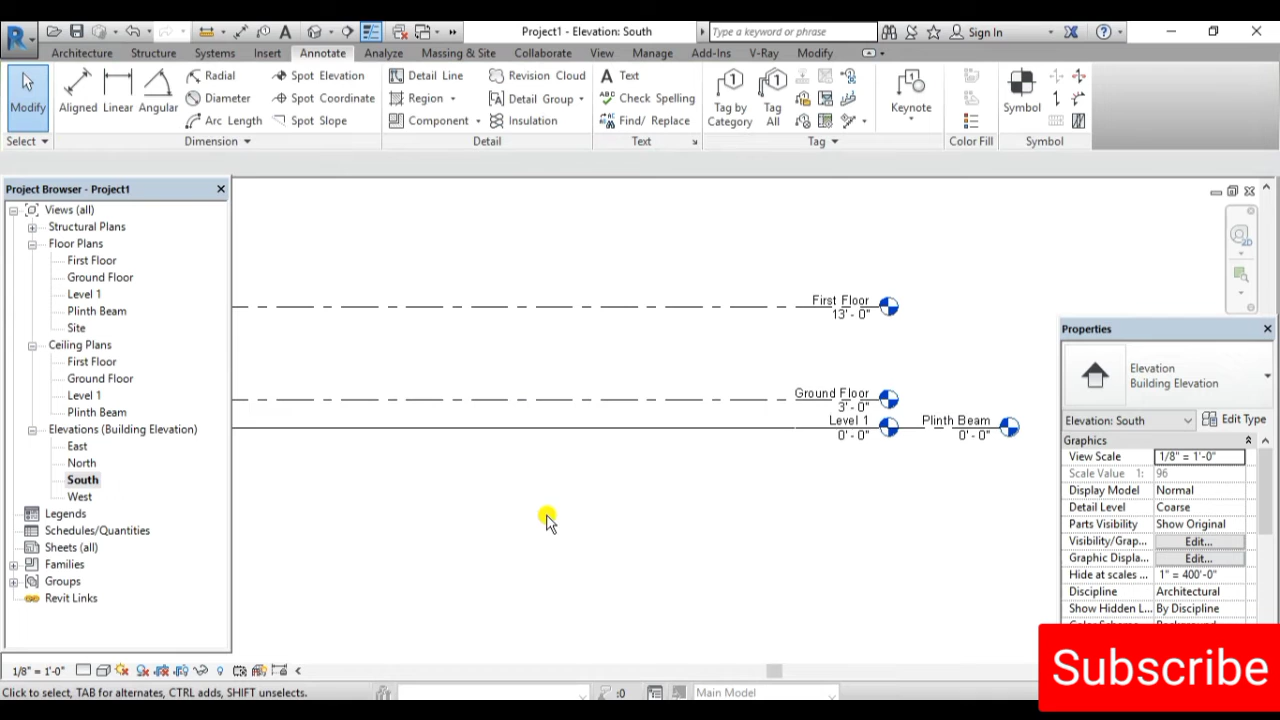 Project1 - Elevation: South
Type a keyword or phrase
Sign In
Architecture Structure Systems Insert Annotate Analyze Massing & Site Collaborate View Manage Add-Ins V-Ray Modify
Modify
Aligned Linear Angular
Radial
Diameter
Arc Length
Spot Elevation
Spot Coordinate
Spot Slope
Detail Line
Region
Component
Revision Cloud
Detail Group
Insulation
Text
Check Spelling
Find/ Replace
Tag by Category
Tag All
Keynote
Symbol
Select Dimension Detail Text Tag Color Fill Symbol
Project Browser - Project1
Views (all)
Structural Plans
Floor Plans
First Floor
Ground Floor
Level 1
Plinth Beam
Site
Ceiling Plans
First Floor
Ground Floor
Level 1
Plinth Beam
Elevations (Building Elevation)
East
North
South
West
Legends
Schedules/Quantities
Sheets (all)
Families
Groups
Revit Links
First Floor
13' - 0"
Ground Floor
3' - 0"
Level 1
0' - 0"
Plinth Beam
0' - 0"
Properties
Elevation
Building Elevation
Elevation: South Edit Type
Graphics
View Scale 1/8" = 1'-0"
Scale Value 1: 96
Display Model Normal
Detail Level Coarse
Parts Visibility Show Original
Visibility/Grap... Edit...
Graphic Displa... Edit...
Hide at scales ... 1" = 400'-0"
Discipline Architectural
Show Hidden L... By Discipline
Subscribe
1/8" = 1'-0"
Click to select, TAB for alternates, CTRL adds, SHIFT unselects.
:0
Main Model